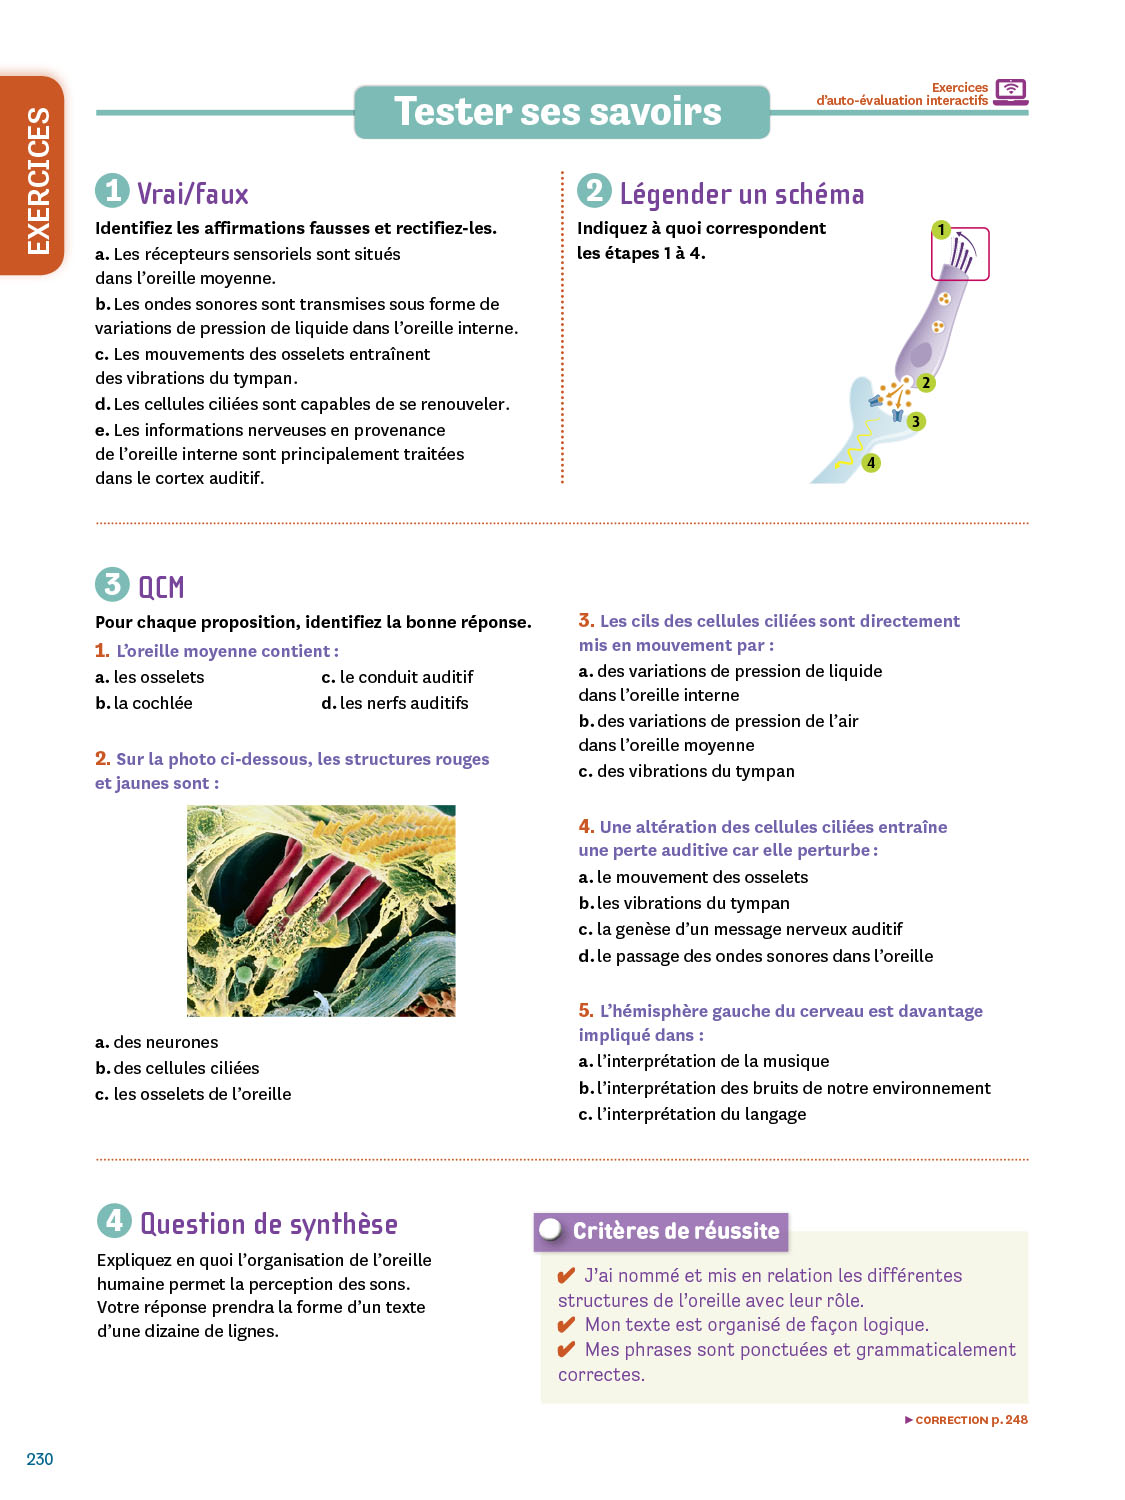 EXERCICES
Exercices
d'auto-évaluation interactifs
Tester ses savoirs
1 Vrai/faux
Identifiez les affirmations fausses et rectifiez-les.
a. Les récepteurs sensoriels sont situés
dans l'oreille moyenne.
b. Les ondes sonores sont transmises sous forme de
variations de pression de liquide dans l'oreille interne.
c. Les mouvements des osselets entraînent
des vibrations du tympan.
d. Les cellules ciliées sont capables de se renouveler.
e. Les informations nerveuses en provenance
de l'oreille interne sont principalement traitées
dans le cortex auditif.
2 Légender un schéma
Indiquez à quoi correspondent
les étapes 1 à 4.
1
2
3
4
3 QCM
Pour chaque proposition, identifiez la bonne réponse.
1. L'oreille moyenne contient :
a. les osselets c. le conduit auditif
b. la cochlée d. les nerfs auditifs
2. Sur la photo ci-dessous, les structures rouges
et jaunes sont :
a. des neurones
b. des cellules ciliées
c. les osselets de l'oreille
3. Les cils des cellules ciliées sont directement
mis en mouvement par :
a. des variations de pression de liquide
dans l'oreille interne
b. des variations de pression de l'air
dans l'oreille moyenne
c. des vibrations du tympan
4. Une altération des cellules ciliées entraîne
une perte auditive car elle perturbe :
a. le mouvement des osselets
b. les vibrations du tympan
c. la genèse d'un message nerveux auditif
d. le passage des ondes sonores dans l'oreille
5. L'hémisphère gauche du cerveau est davantage
impliqué dans :
a. l'interprétation de la musique
b. l'interprétation des bruits de notre environnement
c. l'interprétation du langage
4 Question de synthèse
Expliquez en quoi l'organisation de l'oreille
humaine permet la perception des sons.
Votre réponse prendra la forme d'un texte
d'une dizaine de lignes.
Critères de réussite
✔ J'ai nommé et mis en relation les différentes
structures de l'oreille avec leur rôle.
✔ Mon texte est organisé de façon logique.
✔ Mes phrases sont ponctuées et grammaticalement
correctes.
▶ CORRECTION p. 248
230